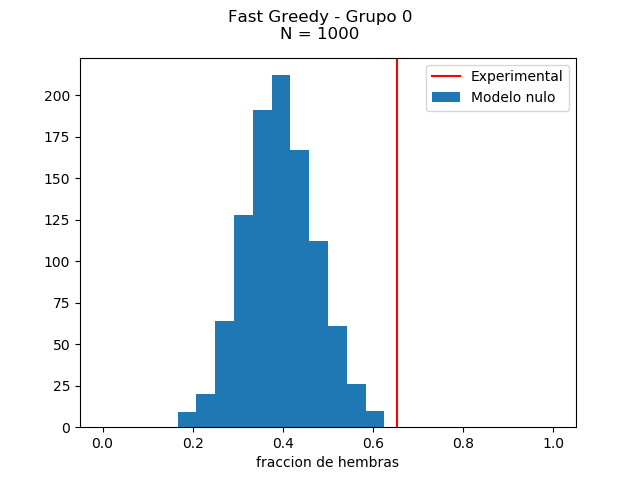 Fast Greedy - Grupo 0
N = 1000
Experimental
Modelo nulo
200
175
150
125
100
75
50
25
0
0.0 0.2 0.4 0.6 0.8 1.0
fraccion de hembras